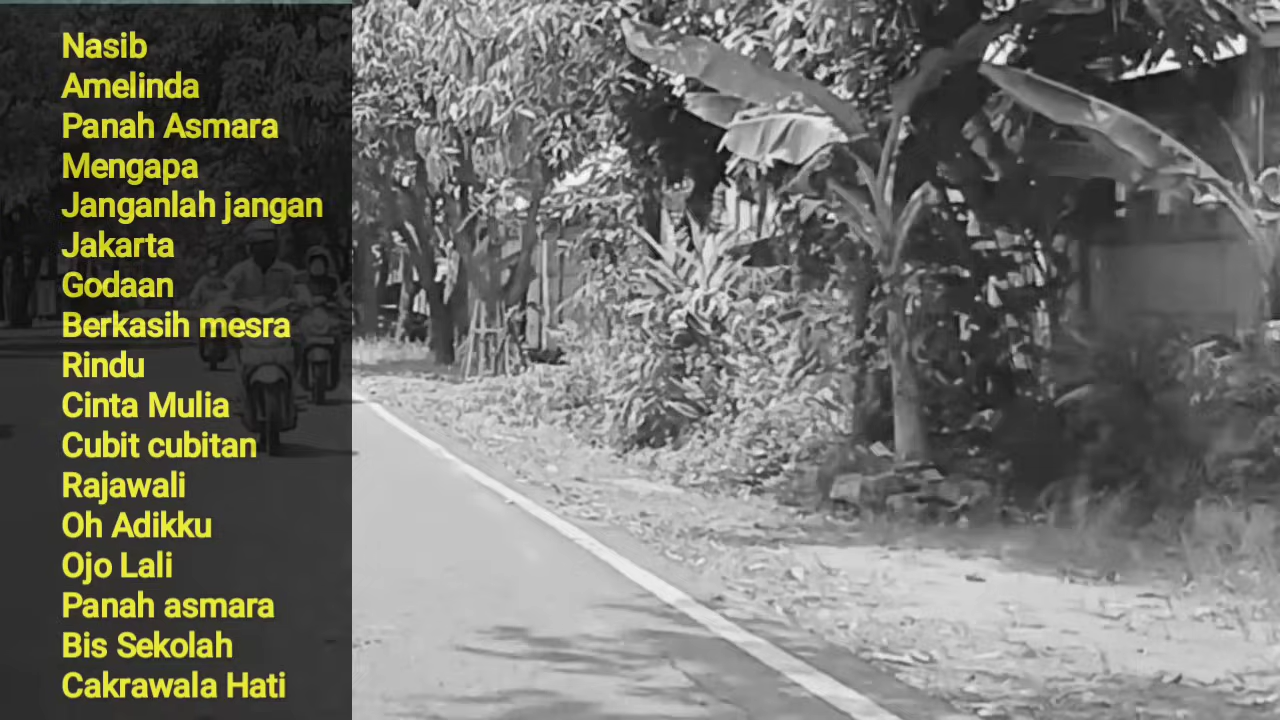 Nasib
Amelinda
Panah Asmara
Mengapa
Janganlah jangan
Jakarta
Godaan
Berkasih mesra
Rindu
Cinta Mulia
Cubit cubitan
Rajawali
Oh Adikku
Ojo Lali
Panah asmara
Bis Sekolah
Cakrawala Hati